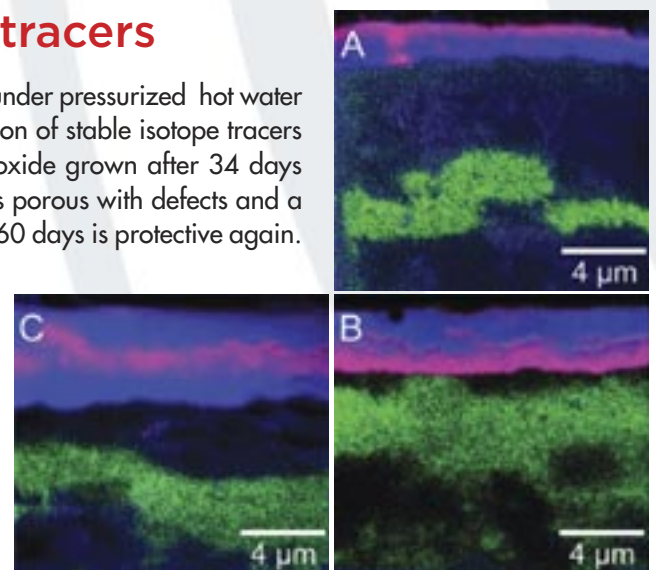 tracers
under pressurized hot water
on of stable isotope tracers
oxide grown after 34 days
s porous with defects and a
60 days is protective again.
A
4 µm
C
4 µm
B
4 µm